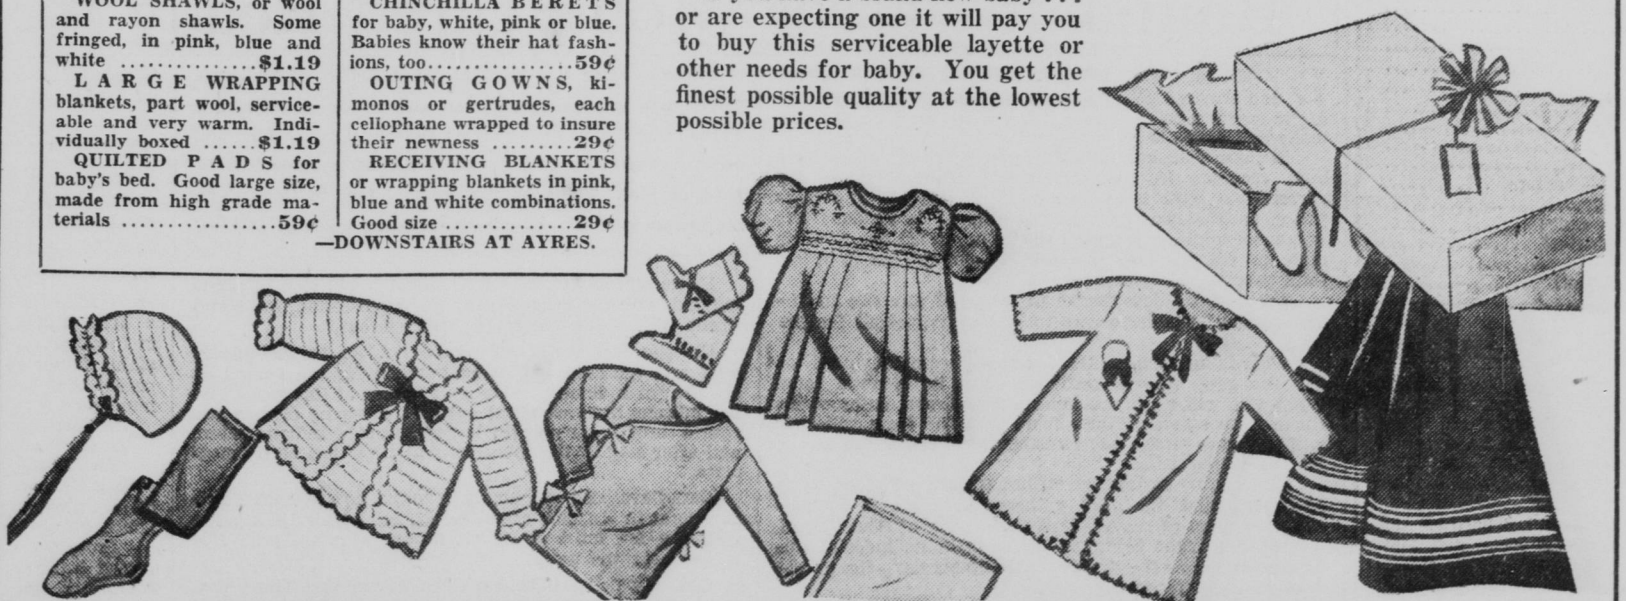 WOOL SHAWLS, or wool
and rayon shawls. Some
fringed, in pink, blue and
white ..............$1.19
LARGE WRAPPING
blankets, part wool, service-
able and very warm. Indi-
vidually boxed ......$1.19
QUILTED PADS for
baby's bed. Good large size,
made from high grade ma-
terials ................59¢
CHINCHILLA BERETS
for baby, white, pink or blue.
Babies know their hat fash-
ions, too...............59¢
OUTING GOWNS, ki-
monos or gertrudes, each
cellophane wrapped to insure
their newness .........29¢
RECEIVING BLANKETS
or wrapping blankets in pink,
blue and white combinations.
Good size .............29¢
—DOWNSTAIRS AT AYRES.
or are expecting one it will pay you
to buy this serviceable layette or
other needs for baby. You get the
finest possible quality at the lowest
possible prices.